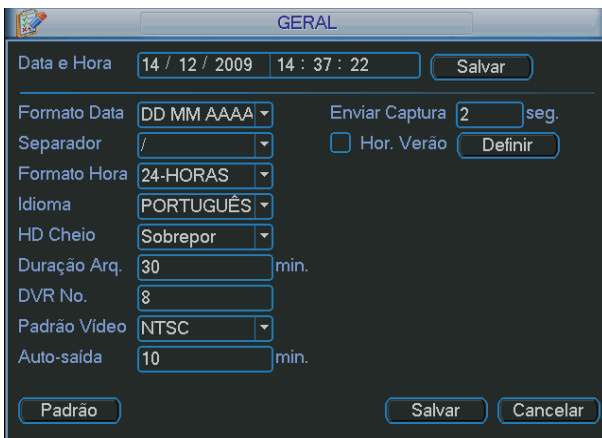 GERAL
Data e Hora 14 / 12 / 2009 14 : 37 : 22 Salvar
Formato Data DD MM AAAA Enviar Captura 2 seg.
Separador / Hor. Verão Definir
Formato Hora 24-HORAS
Idioma PORTUGUÊS
HD Cheio Sobrepor
Duração Arq. 30 min.
DVR No. 8
Padrão Vídeo NTSC
Auto-saída 10 min.
Padrão Salvar Cancelar